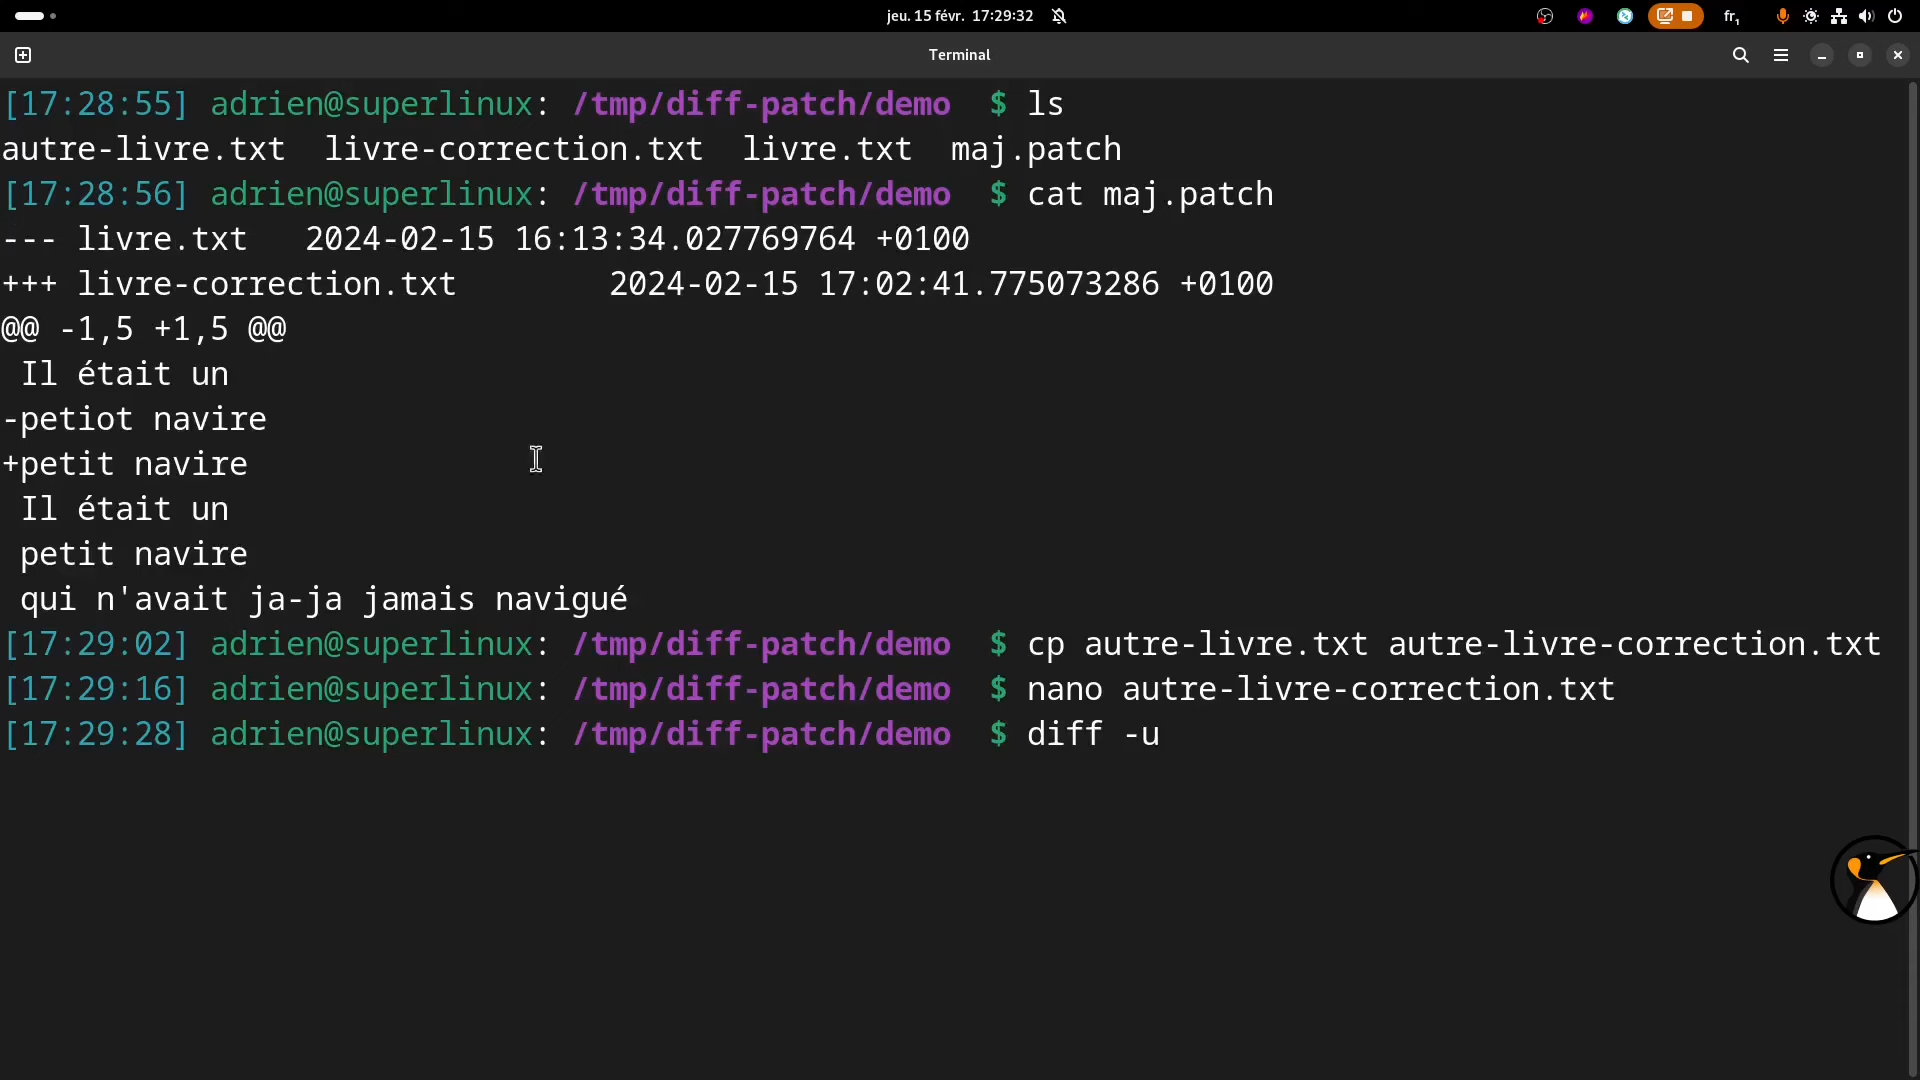 jeu. 15 févr. 17:29:32
fr₁
Terminal
[17:28:55] adrien@superlinux: /tmp/diff-patch/demo $ ls
autre-livre.txt livre-correction.txt livre.txt maj.patch
[17:28:56] adrien@superlinux: /tmp/diff-patch/demo $ cat maj.patch
--- livre.txt 2024-02-15 16:13:34.027769764 +0100
+++ livre-correction.txt 2024-02-15 17:02:41.775073286 +0100
@@ -1,5 +1,5 @@
 Il était un
-petiot navire
+petit navire
 Il était un
 petit navire
 qui n'avait ja-ja jamais navigué
[17:29:02] adrien@superlinux: /tmp/diff-patch/demo $ cp autre-livre.txt autre-livre-correction.txt
[17:29:16] adrien@superlinux: /tmp/diff-patch/demo $ nano autre-livre-correction.txt
[17:29:28] adrien@superlinux: /tmp/diff-patch/demo $ diff -u